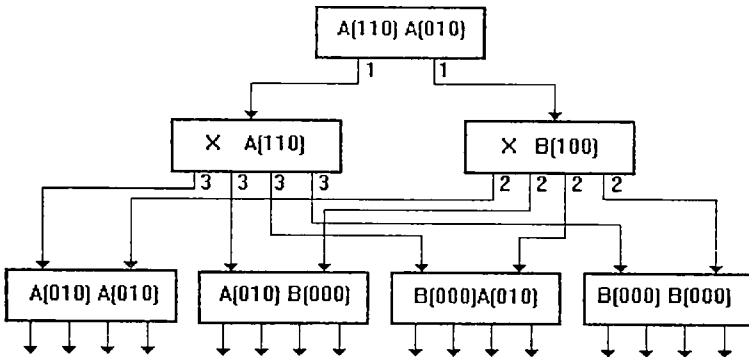 A(110) A(010)
1 1
X A(110) X B(100)
3 3 3 3 2 2 2 2
A(010) A(010) A(010) B(000) B(000)A(010) B(000) B(000)